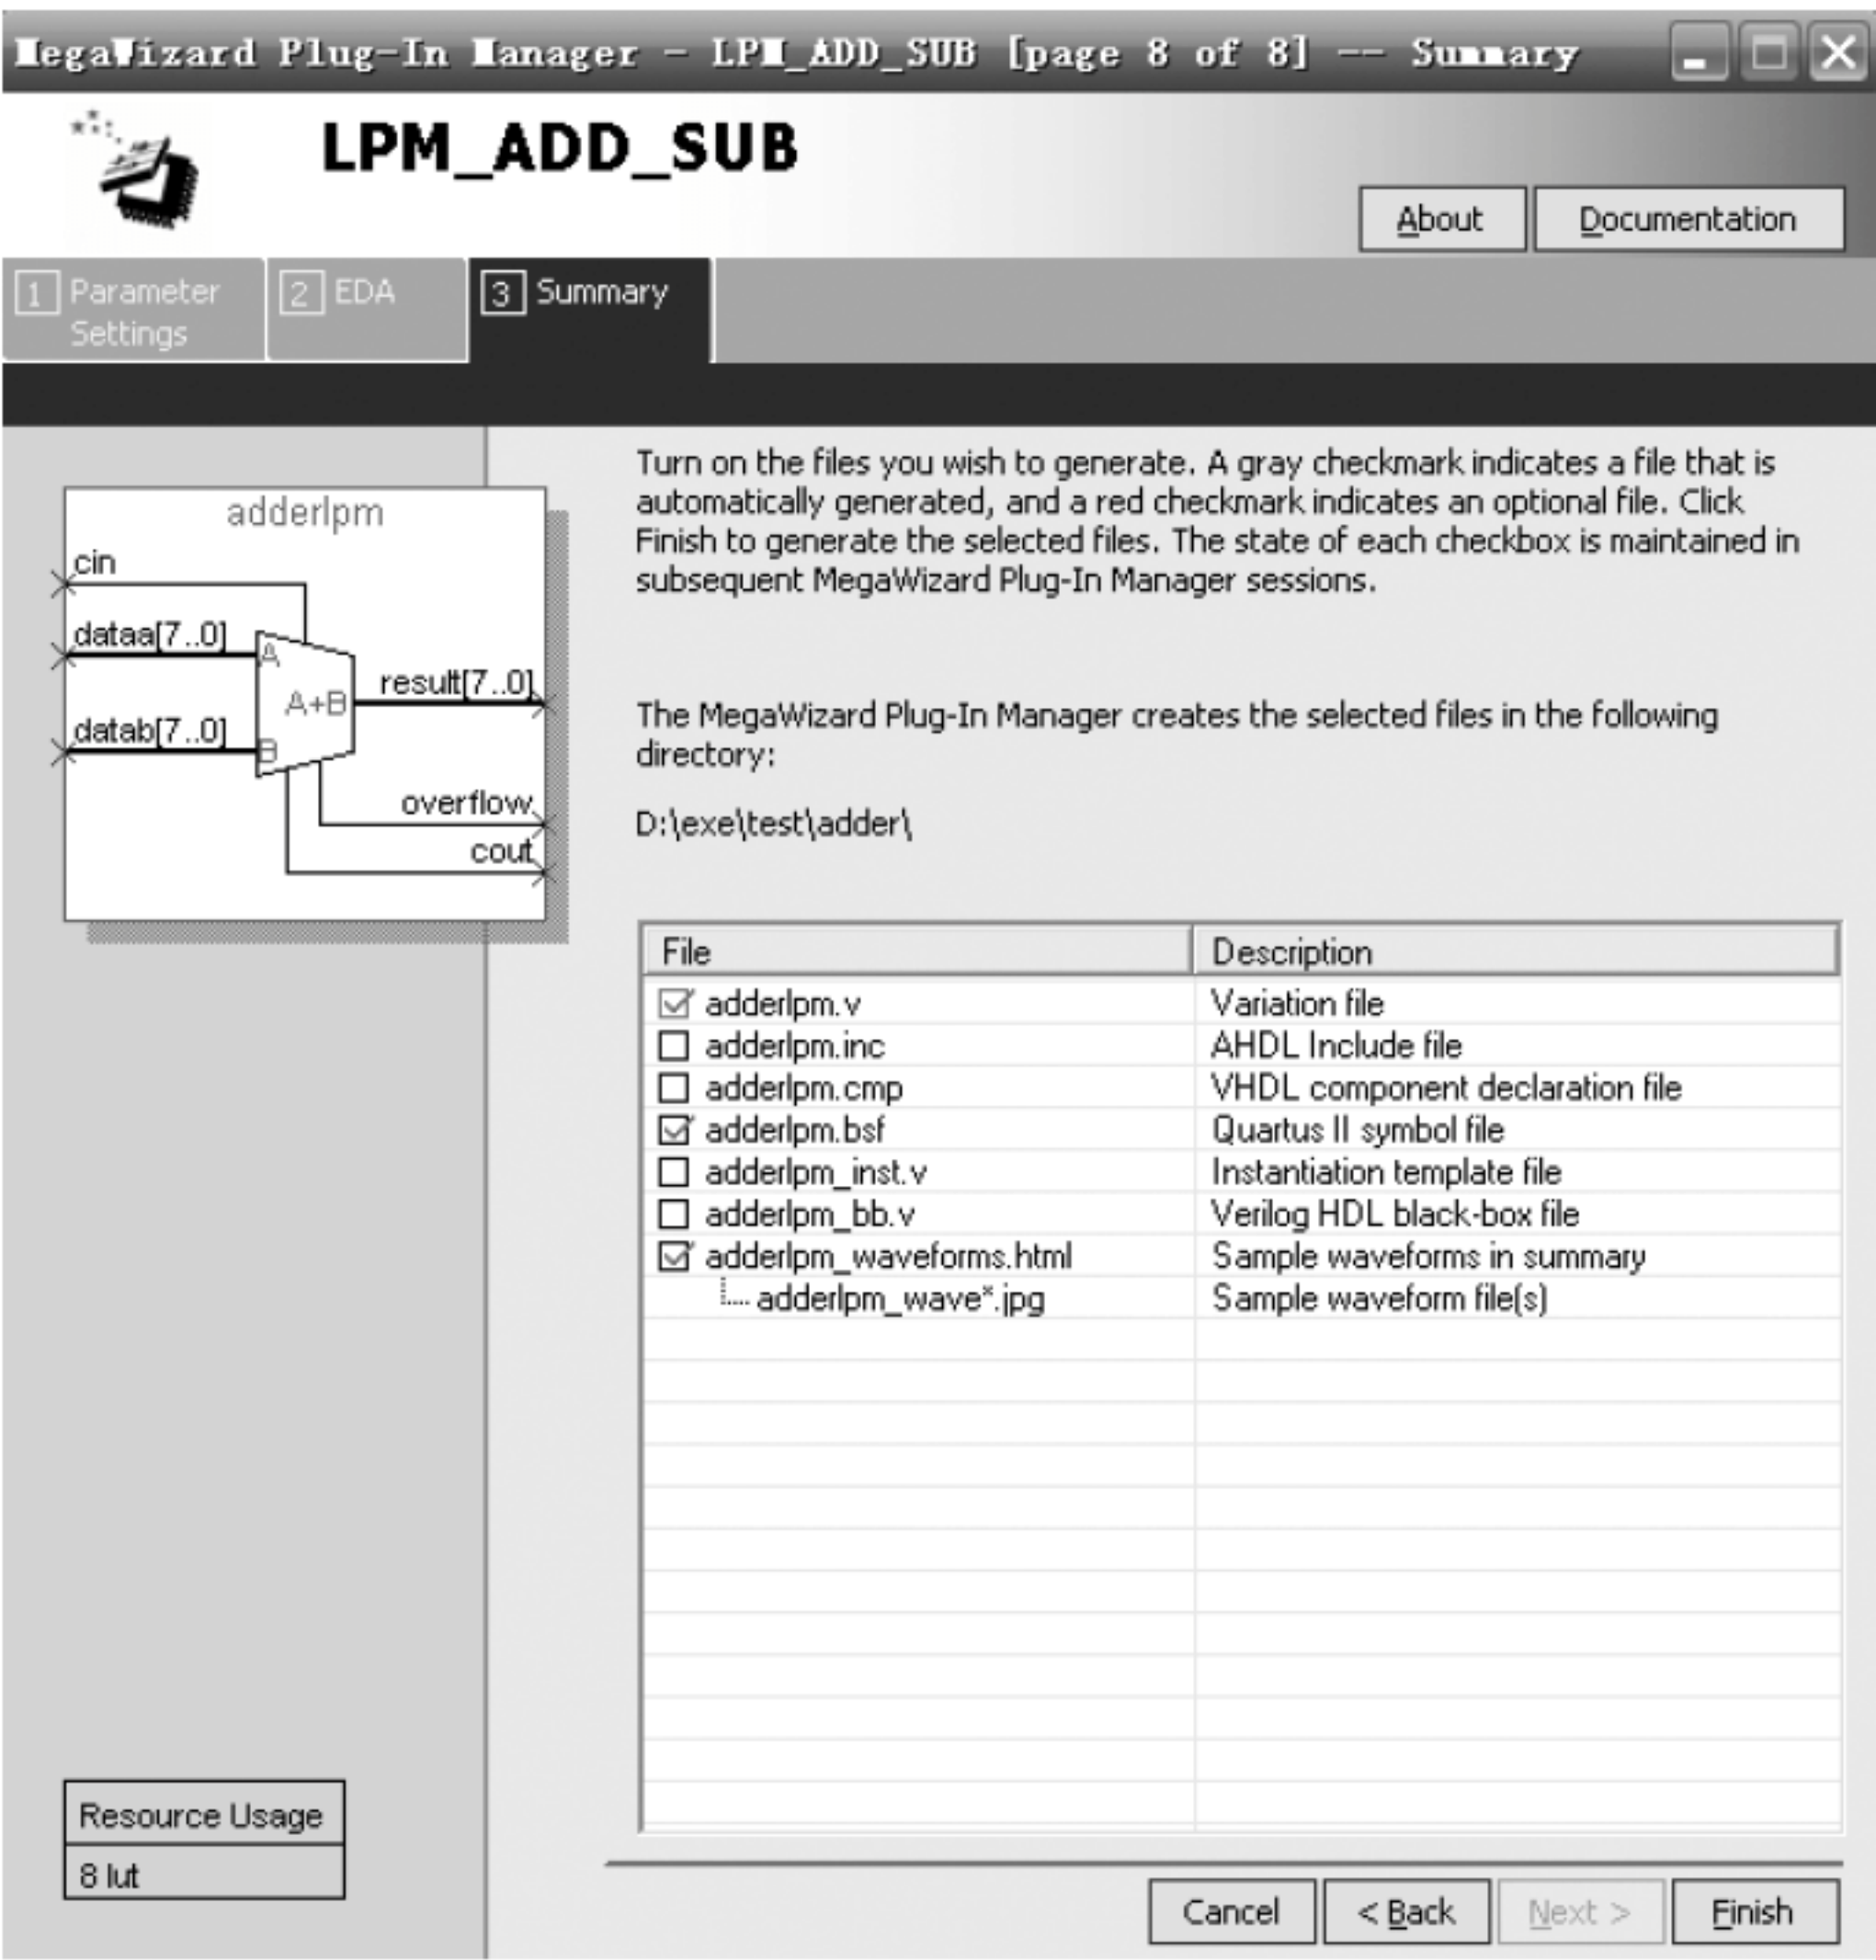 MegaWizard Plug-In Manager - LPM_ADD_SUB [page 8 of 8] -- Summary
LPM_ADD_SUB
About
Documentation
1 Parameter
Settings
2 EDA
3 Summary
adderlpm
cin
dataa[7..0]
A
A+B
result[7..0]
datab[7..0]
B
overflow
cout
Turn on the files you wish to generate. A gray checkmark indicates a file that is
automatically generated, and a red checkmark indicates an optional file. Click
Finish to generate the selected files. The state of each checkbox is maintained in
subsequent MegaWizard Plug-In Manager sessions.
The MegaWizard Plug-In Manager creates the selected files in the following
directory:
D:\exe\test\adder\
File Description
adderlpm.v Variation file
adderlpm.inc AHDL Include file
adderlpm.cmp VHDL component declaration file
adderlpm.bsf Quartus II symbol file
adderlpm_inst.v Instantiation template file
adderlpm_bb.v Verilog HDL black-box file
adderlpm_waveforms.html Sample waveforms in summary
adderlpm_wave*.jpg Sample waveform file(s)
Resource Usage
8 lut
Cancel
< Back
Next >
Finish